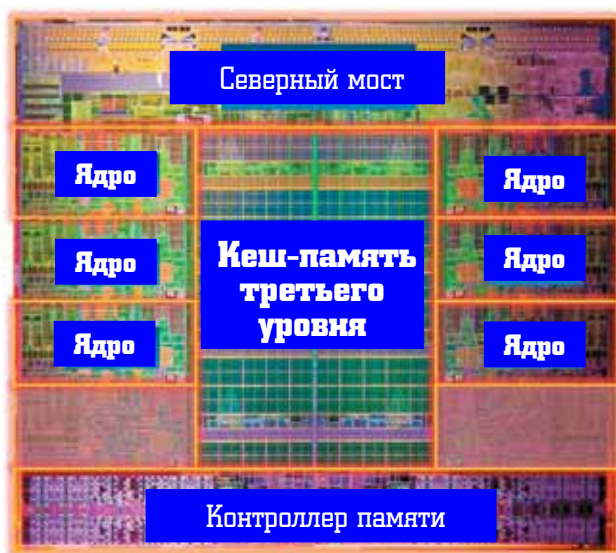 Северный мост
Ядро
Ядро
Ядро
Кеш-память
третьего
уровня
Ядро
Ядро
Ядро
Контроллер памяти